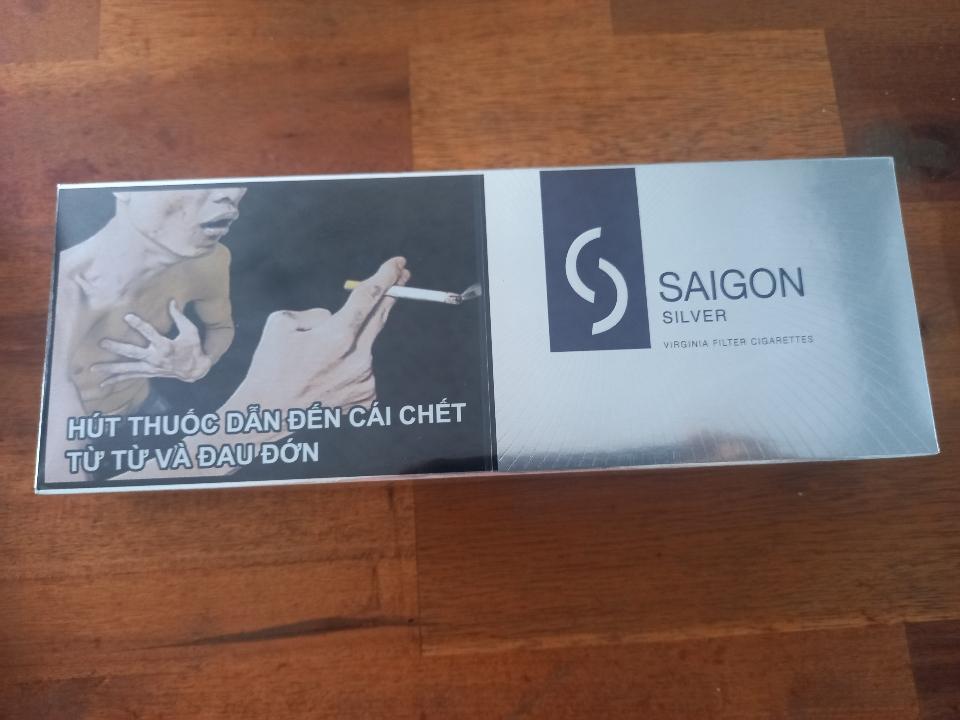 HÚT THUỐC DẪN ĐẾN CÁI CHẾT
TỪ TỪ VÀ ĐAU ĐỚN
SAIGON
SILVER
VIRGINIA FILTER CIGARETTES